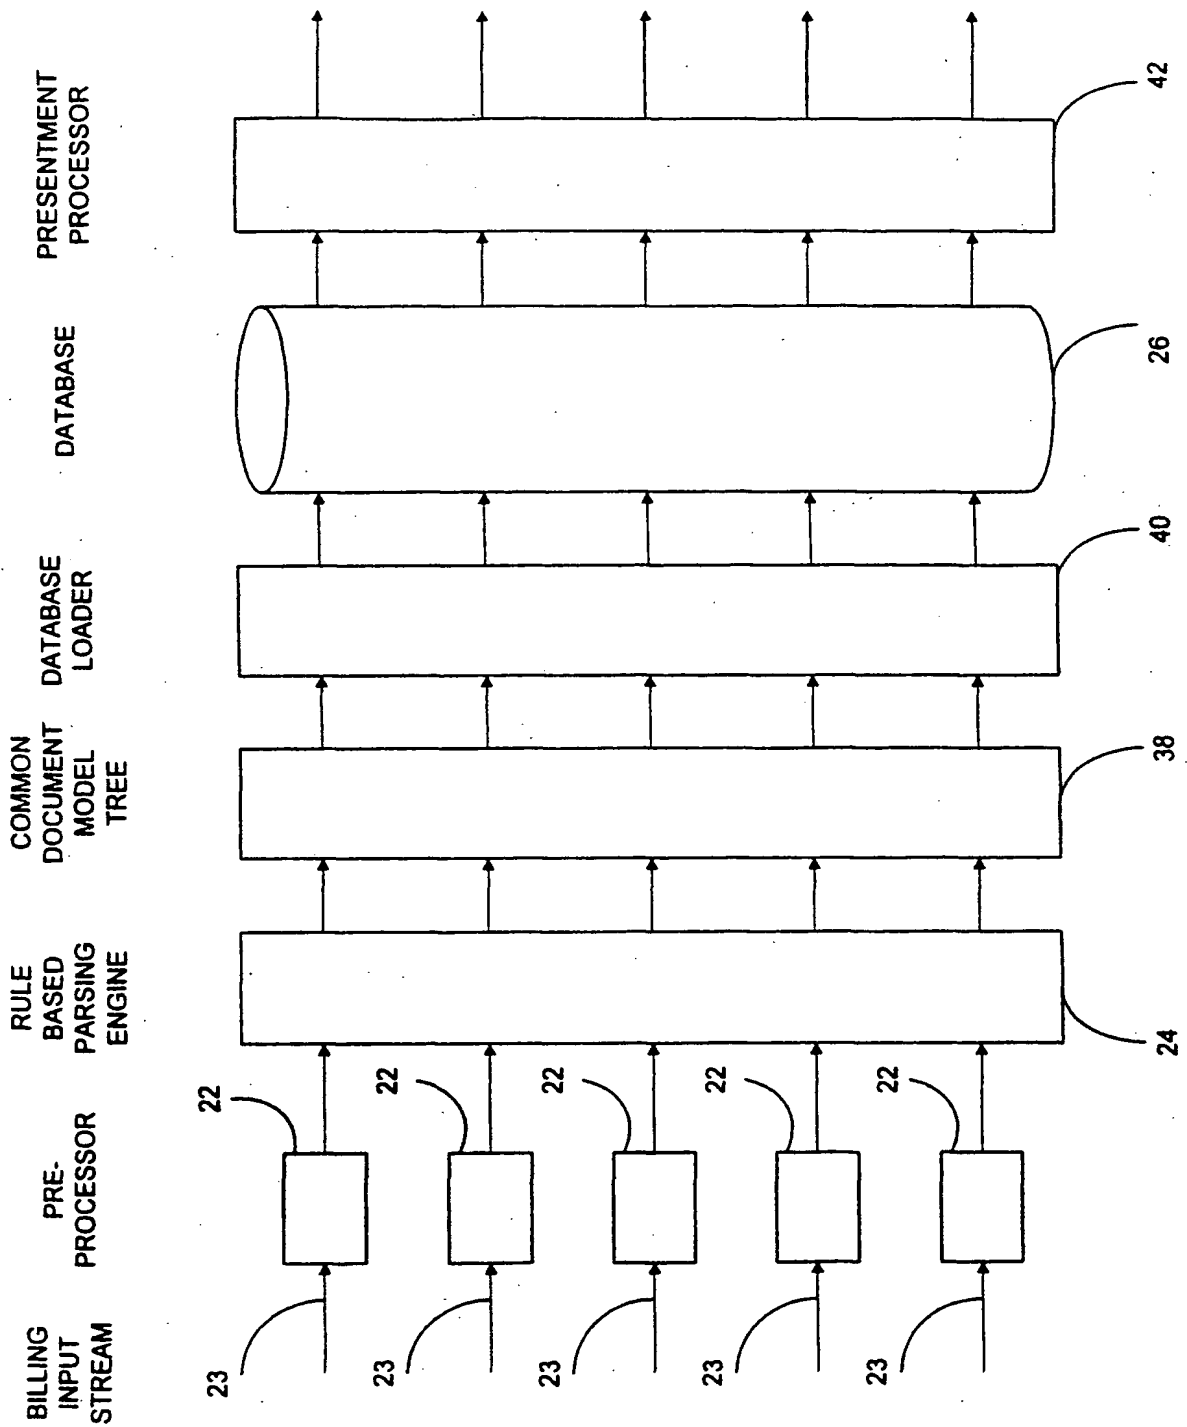 BILLING
INPUT
STREAM
PRE-
PROCESSOR
RULE
BASED
PARSING
ENGINE
COMMON
DOCUMENT
MODEL
TREE
DATABASE
LOADER
DATABASE
PRESENTMENT
PROCESSOR
23
22
23
22
23
22
23
22
23
22
24
38
40
26
42